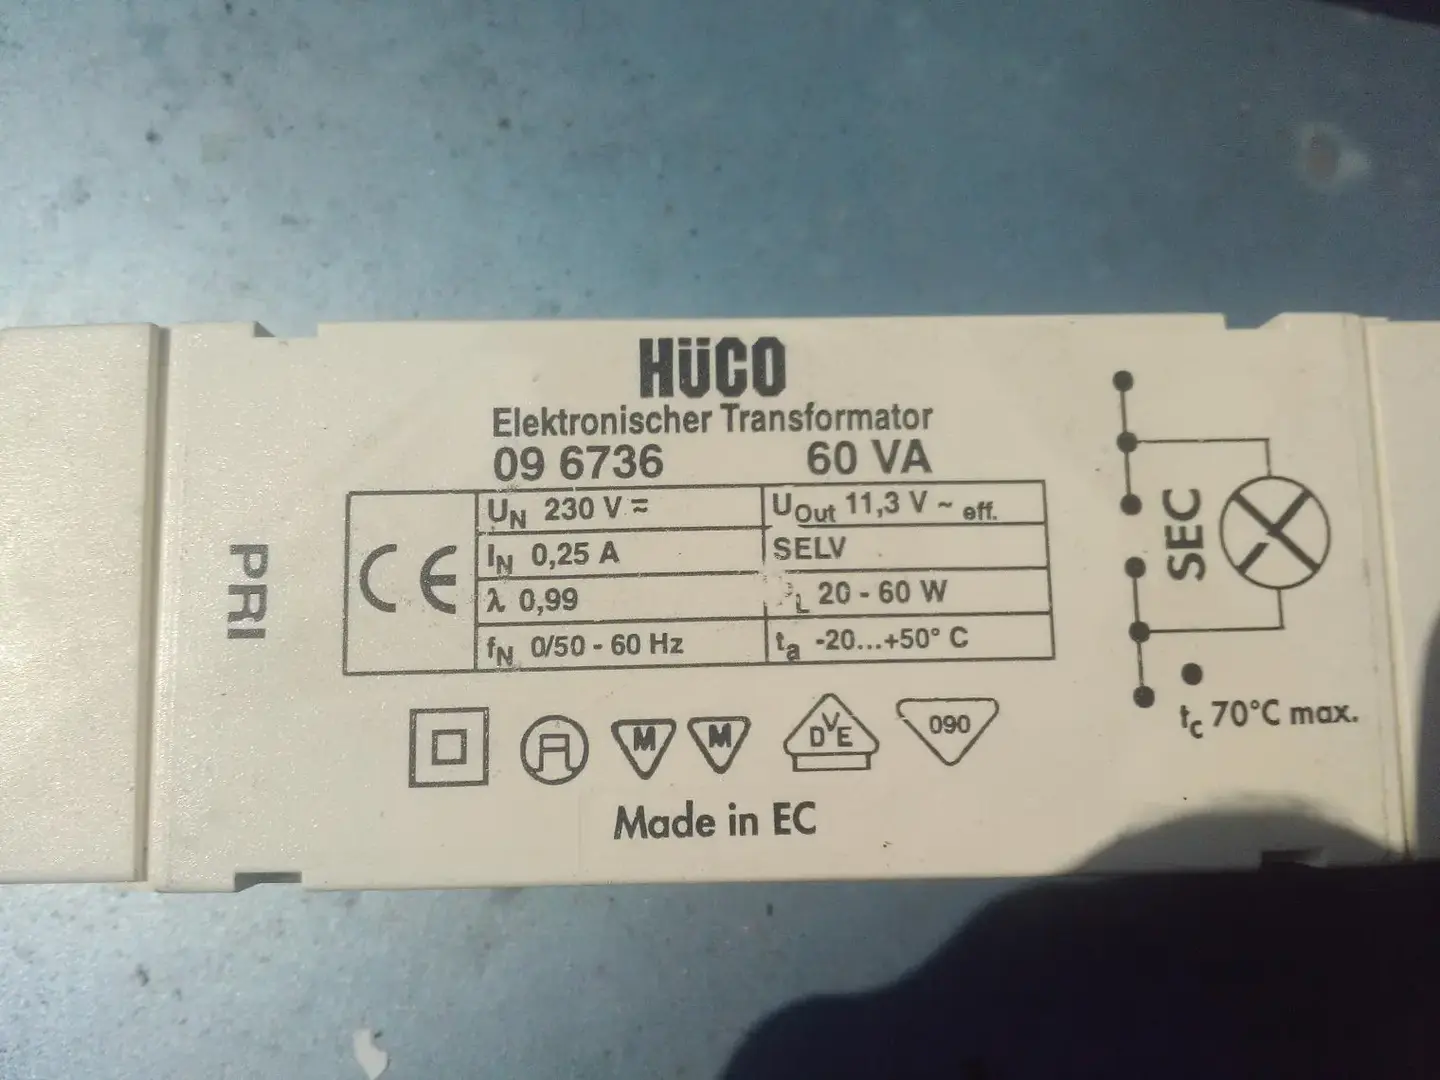 HüCO
Elektronischer Transformator
09 6736 60 VA
PRI
CE
UN 230 V ≂
UOut 11,3 V ~ eff.
IN 0,25 A
SELV
λ 0,99
PL 20 - 60 W
fN 0/50 - 60 Hz
ta -20...+50° C
SEC
tc 70°C max.
M
M
DVE
090
Made in EC